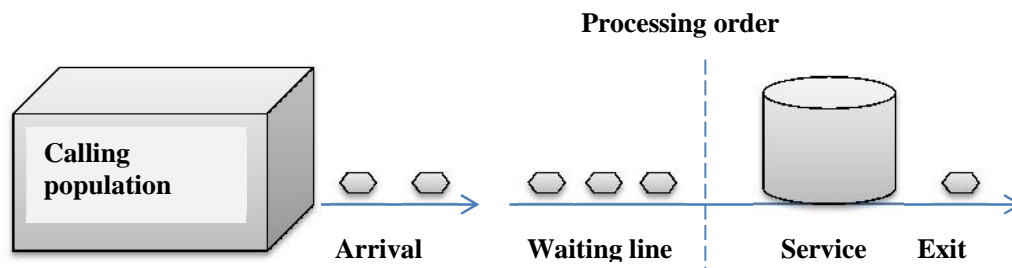 Processing order
Calling
population
Arrival
Waiting line
Service
Exit